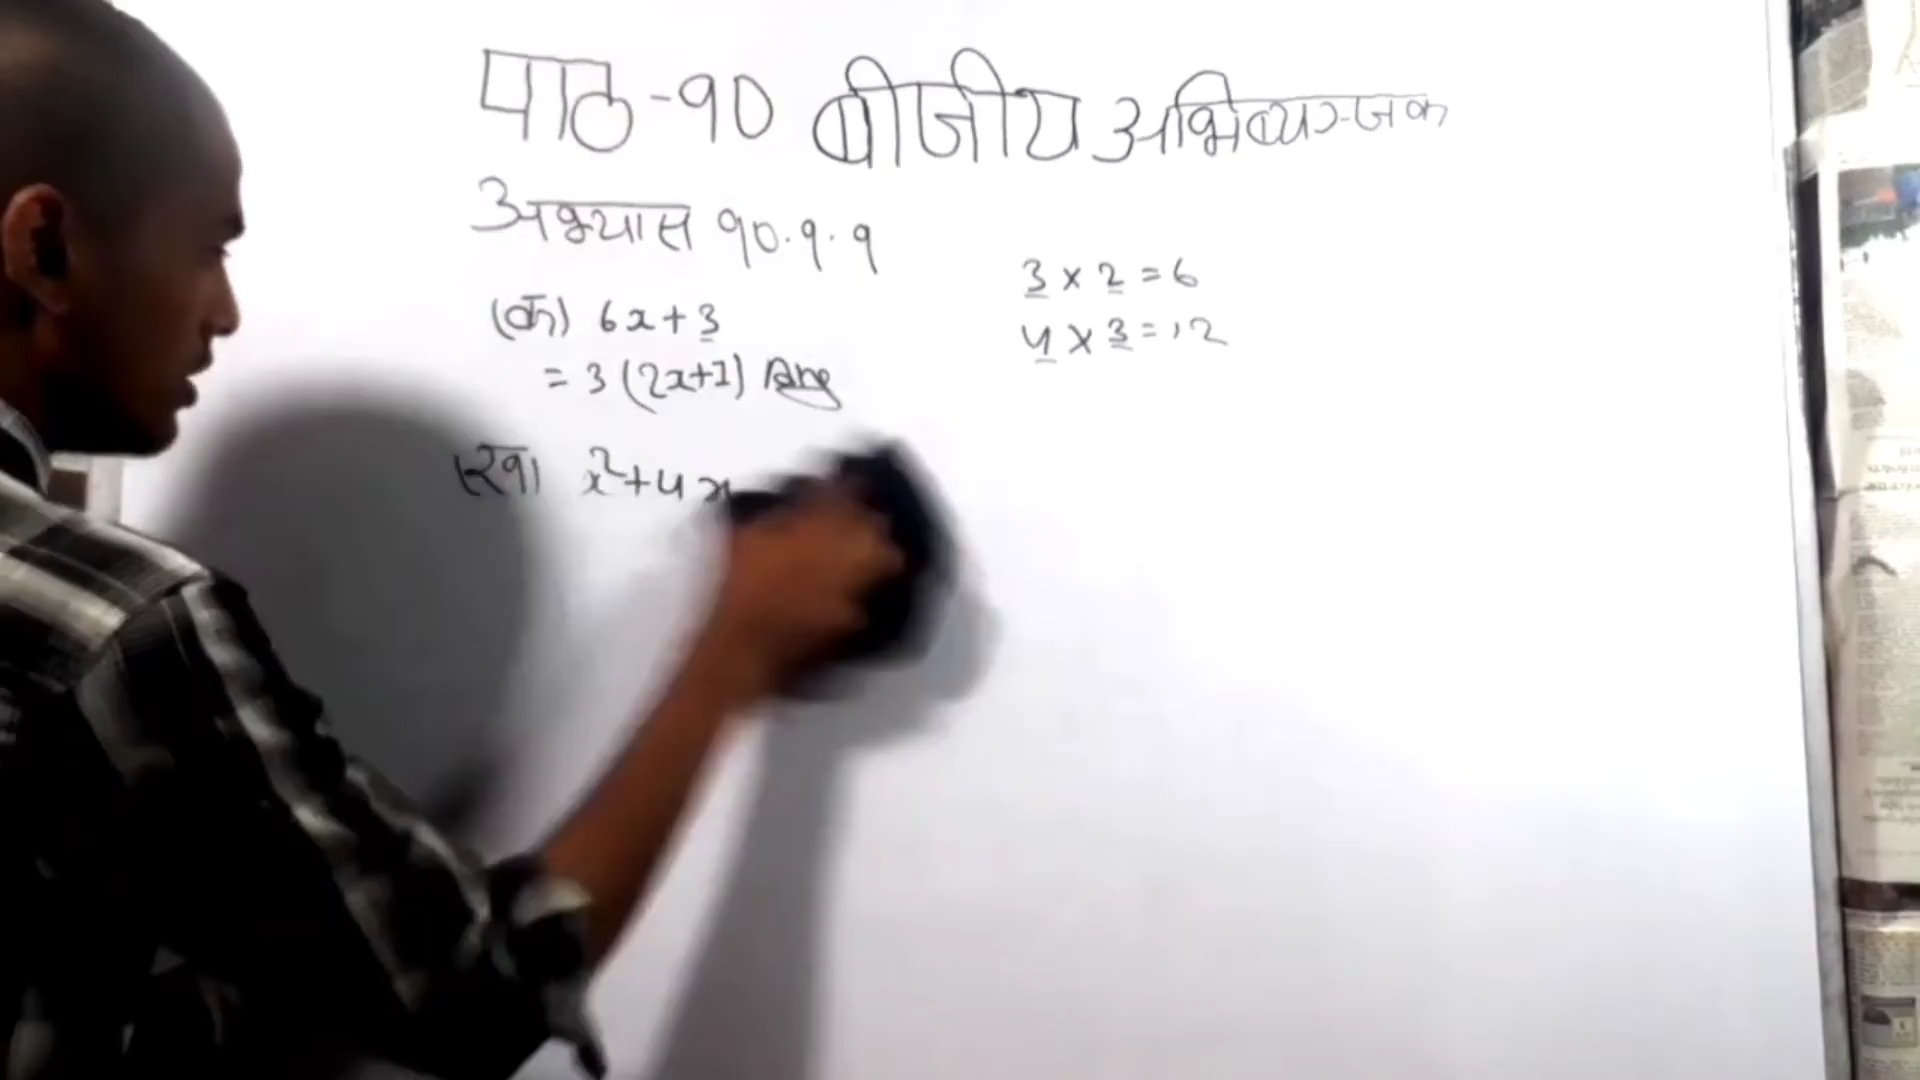 पाठ-१० बीजीय अभिव्यञ्जक
अभ्यास १०.१.१
(क) 6x+3
= 3(2x+1) Ans
(ख) x²+4x
3 x 2 = 6
4 x 3 = 12